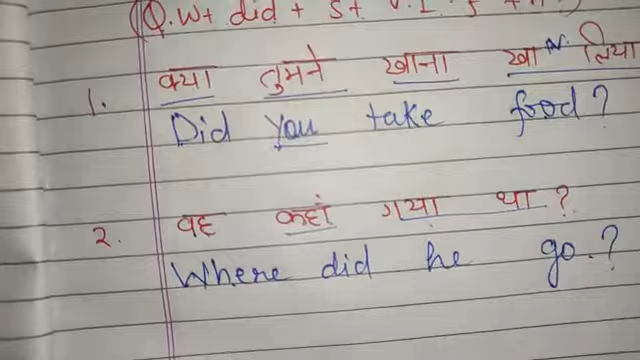 (Q.w+ did + S+ V.I.
1. क्या तुमने खाना खा लिया
Did you take food?
2. वह कहां गया था ?
Where did he go.?